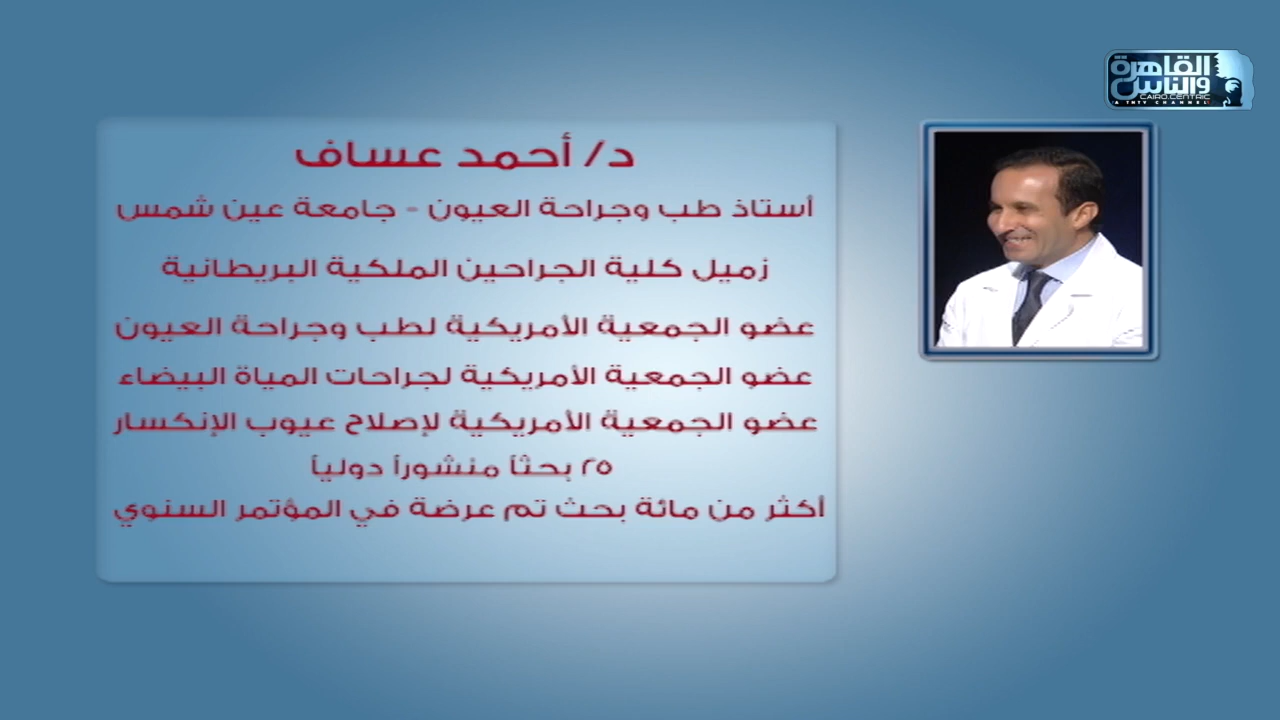 القاهرة
والناس
CAIRO.CENTRIC
A TNTV CHANNEL
د/ أحمد عساف
أستاذ طب وجراحة العيون - جامعة عين شمس
زميل كلية الجراحين الملكية البريطانية
عضو الجمعية الأمريكية لطب وجراحة العيون
عضو الجمعية الأمريكية لجراحات المياة البيضاء
عضو الجمعية الأمريكية لإصلاح عيوب الإنكسار
٢٥ بحثاً منشوراً دولياً
أكثر من مائة بحث تم عرضة في المؤتمر السنوي